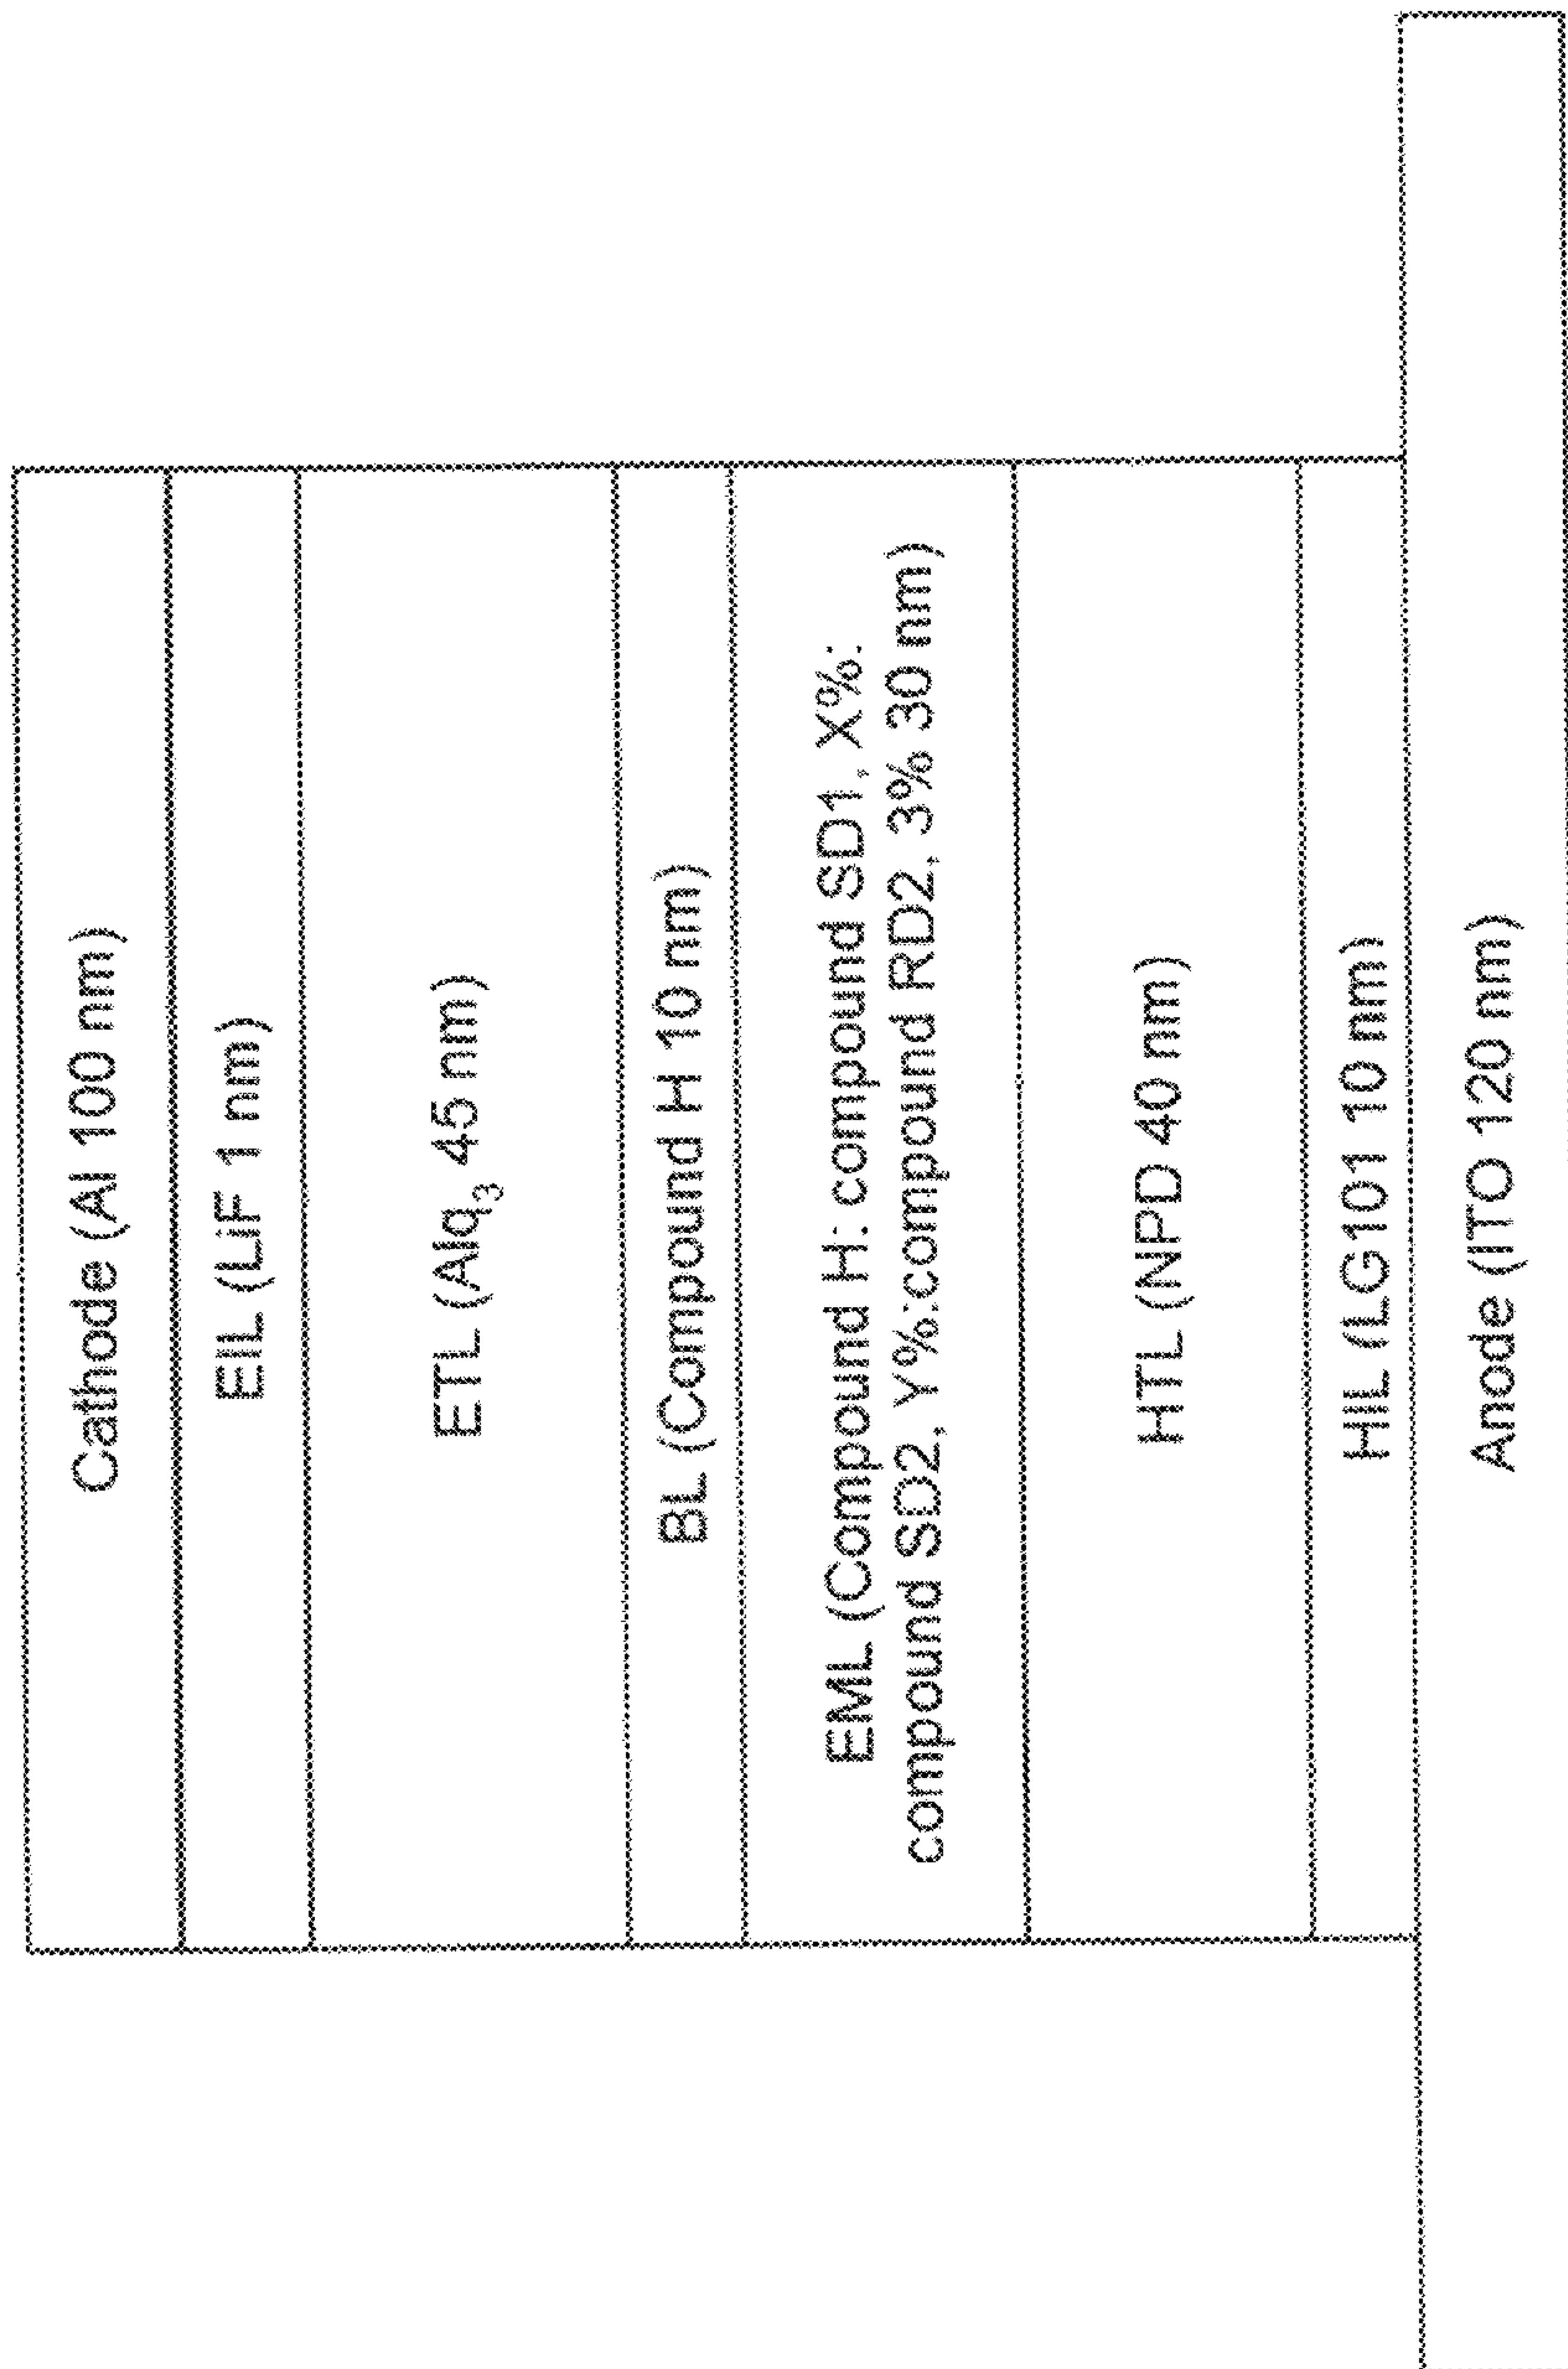 Cathode (Al 100 nm)
EIL (LiF 1 nm)
ETL (Alq₃ 45 nm)
BL (Compound H 10 nm)
EML (Compound H: compound SD1, X%:
compound SD2, Y%:compound RD2, 3% 30 nm)
HTL (NPD 40 nm)
HIL (LG101 10 nm)
Anode (ITO 120 nm)